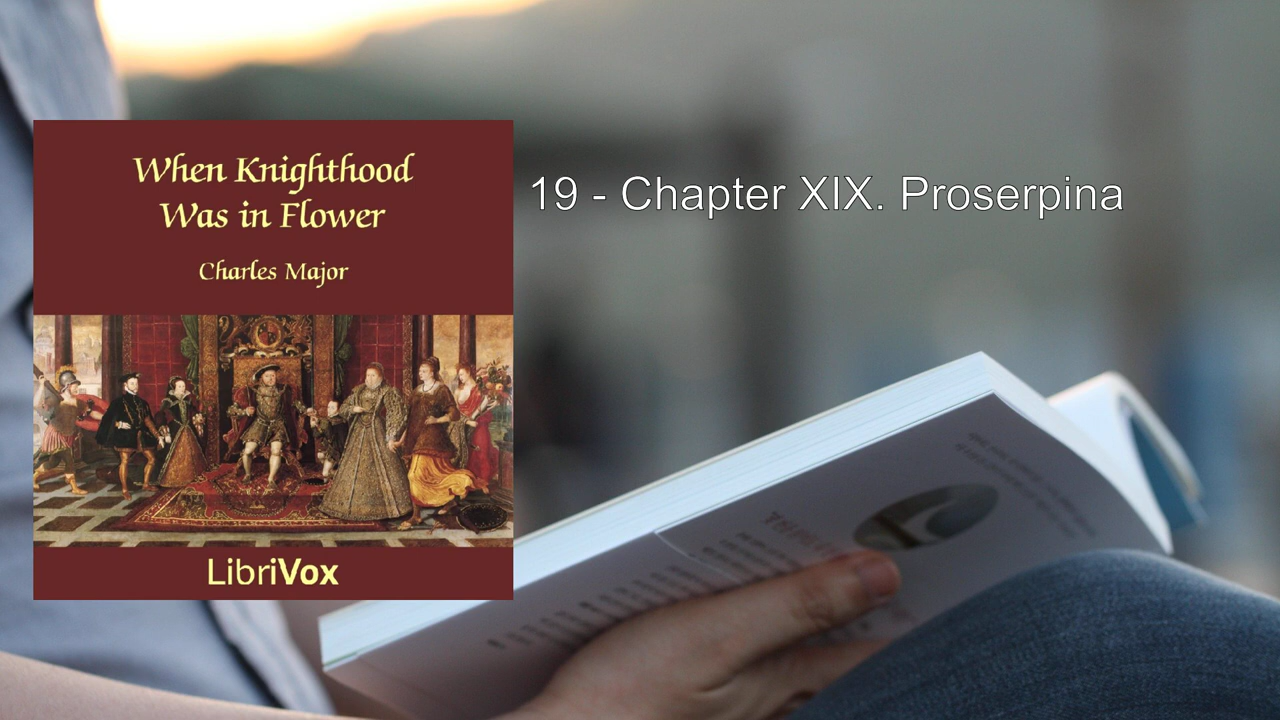 When Knighthood
Was in Flower
Charles Major
LibriVox
19 - Chapter XIX. Proserpina